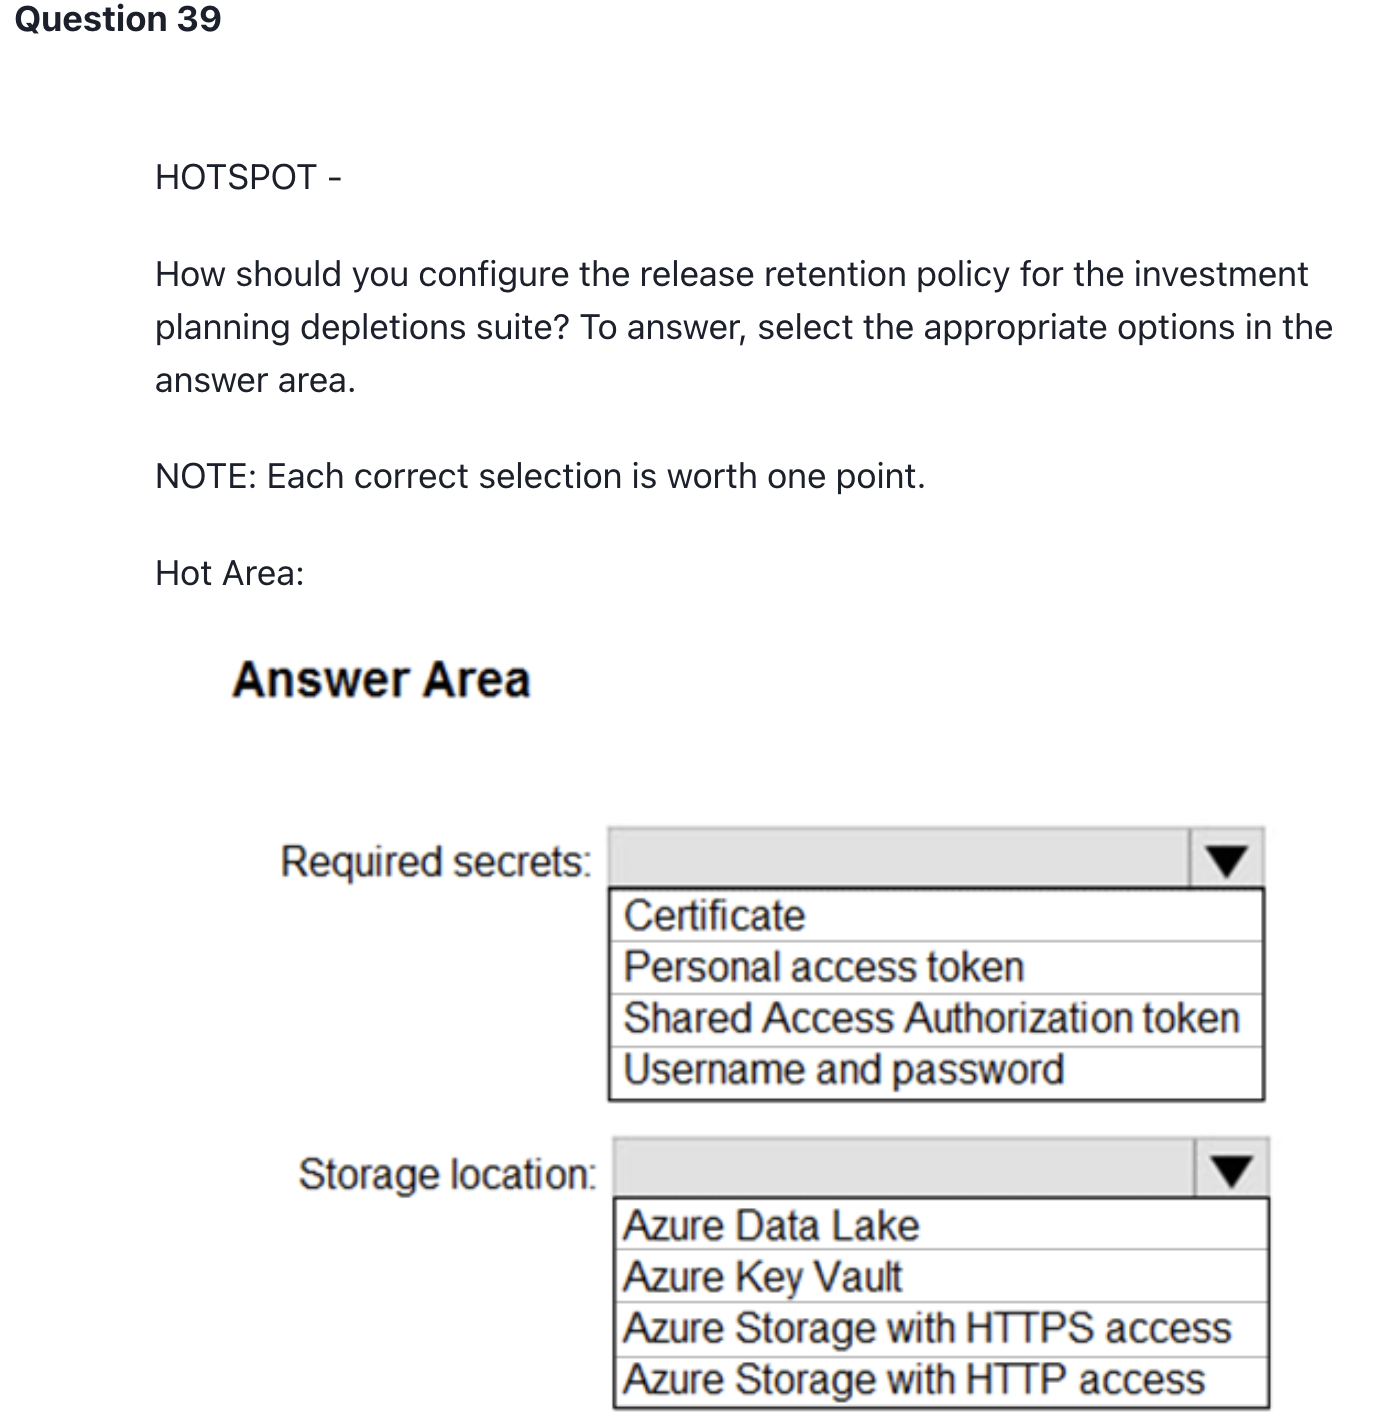 Question 39
HOTSPOT -
How should you configure the release retention policy for the investment
planning depletions suite? To answer, select the appropriate options in the
answer area.
NOTE: Each correct selection is worth one point.
Hot Area:
Answer Area
Required secrets:
Certificate
Personal access token
Shared Access Authorization token
Username and password
Storage location:
Azure Data Lake
Azure Key Vault
Azure Storage with HTTPS access
Azure Storage with HTTP access